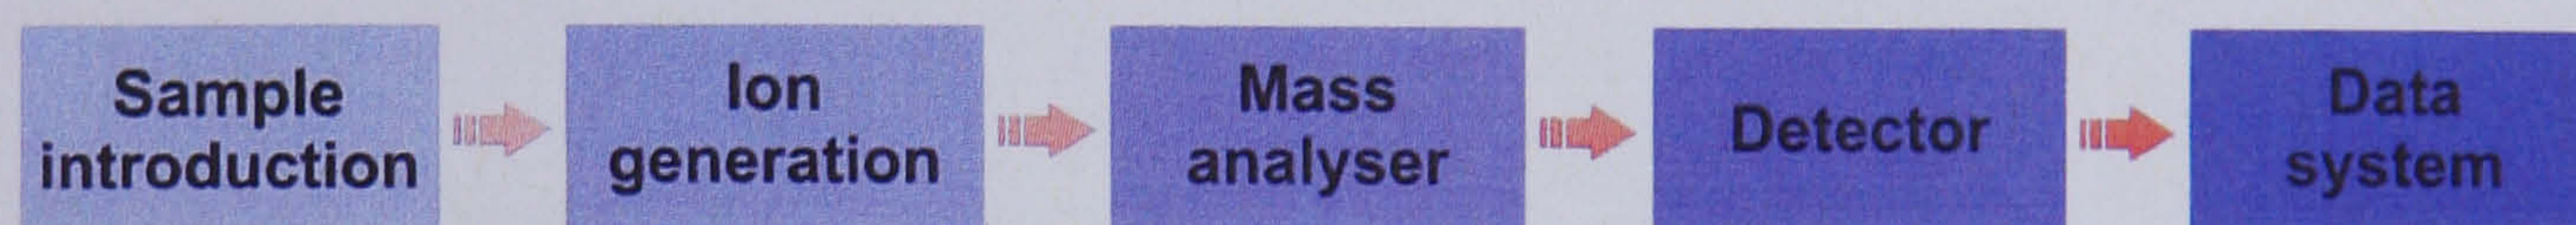 Sample
introduction
Ion
generation
Mass
analyser
Detector
Data
system